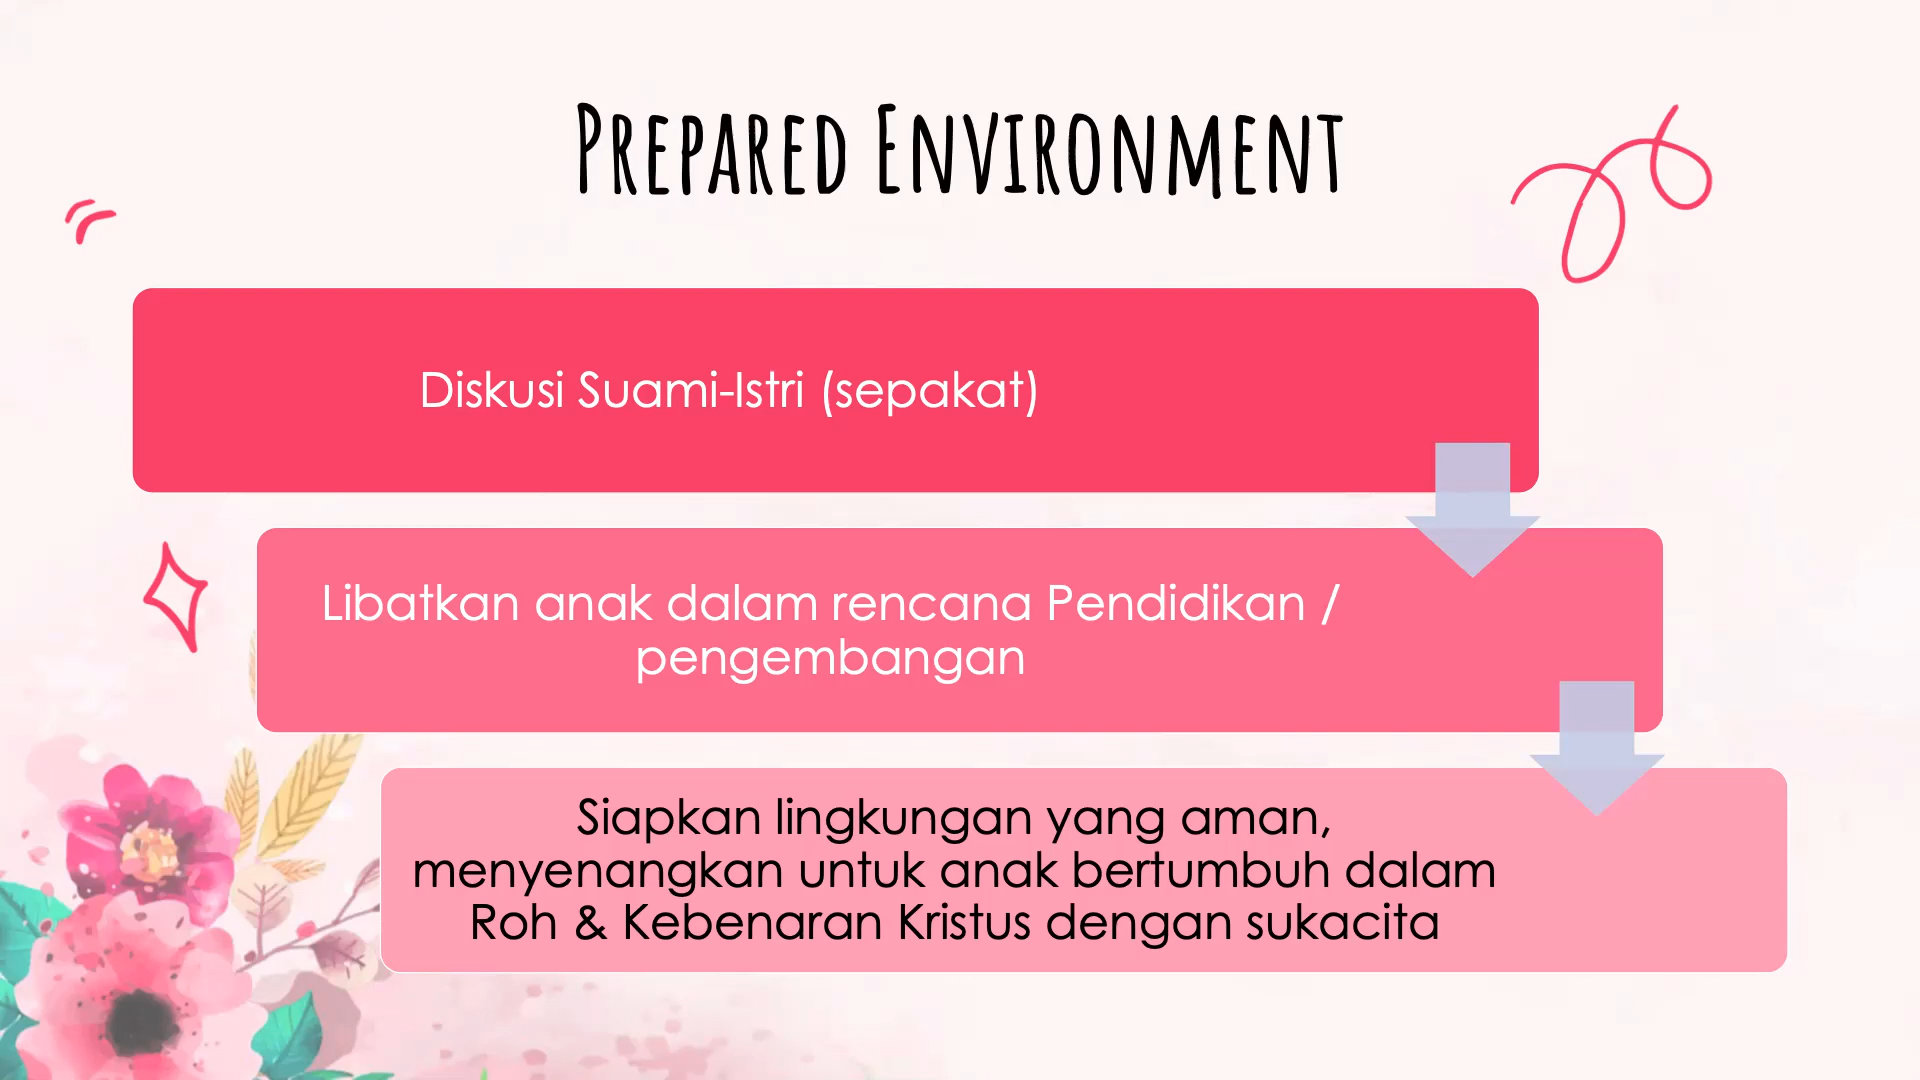 Prepared Environment
Diskusi Suami-Istri (sepakat)
Libatkan anak dalam rencana Pendidikan /
pengembangan
Siapkan lingkungan yang aman,
menyenangkan untuk anak bertumbuh dalam
Roh & Kebenaran Kristus dengan sukacita